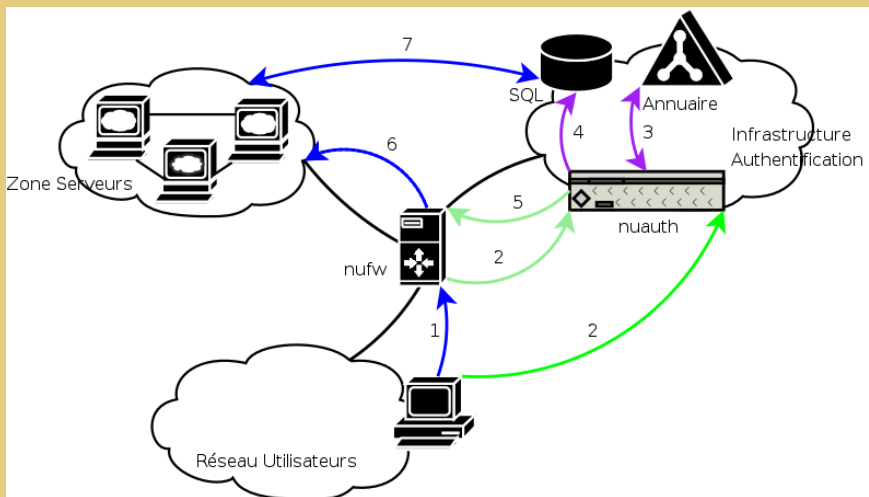 7
SQL
Annuaire
6
4
3
Infrastructure
Authentification
Zone Serveurs
5
nuauth
nufw
2
1
2
Réseau Utilisateurs